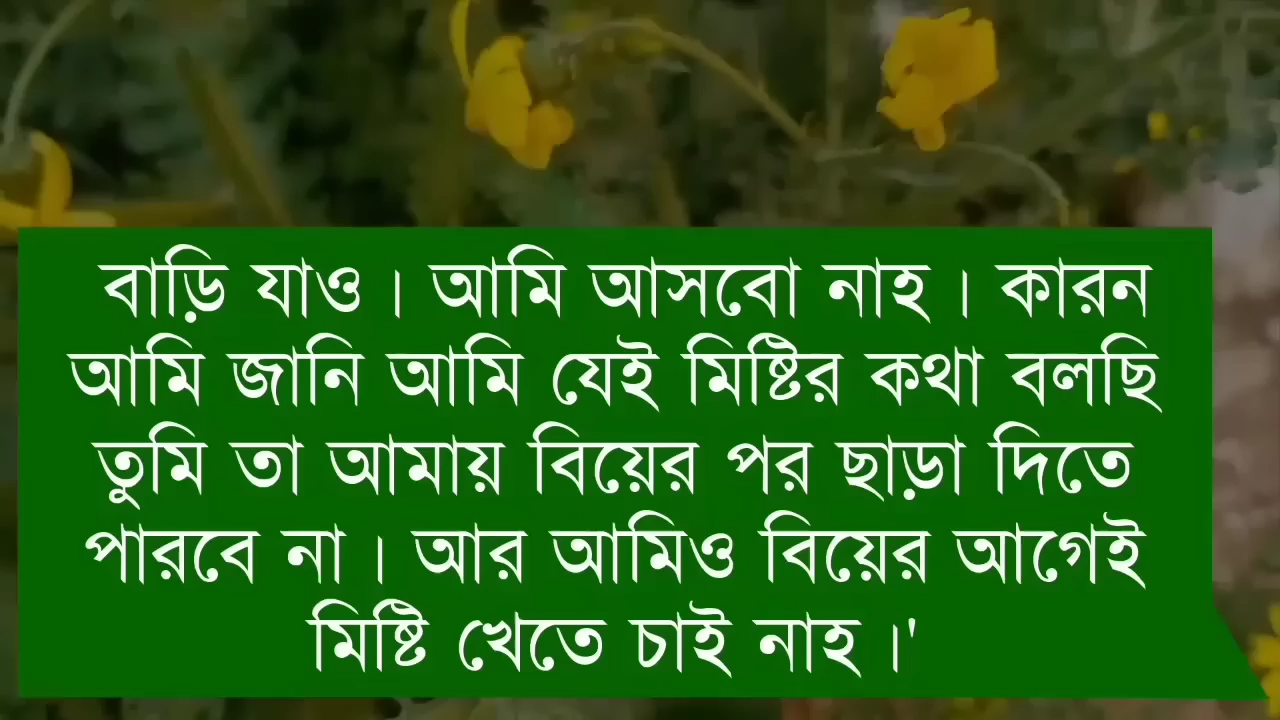 বাড়ি যাও । আমি আসবো নাহ । কারন
আমি জানি আমি যেই মিষ্টির কথা বলছি
তুমি তা আমায় বিয়ের পর ছাড়া দিতে
পারবে না । আর আমিও বিয়ের আগেই
মিষ্টি খেতে চাই নাহ ।'